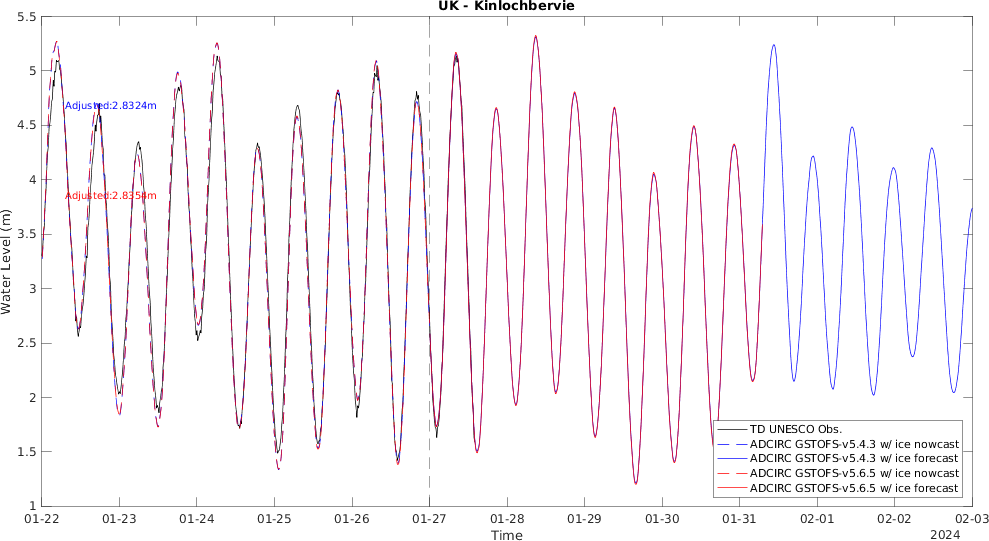 UK - Kinlochbervie
5.5
5
4.5
4
3.5
3
2.5
2
1.5
1
Water Level (m)
Adjusted:2.8324m
Adjusted:2.8354m
TD UNESCO Obs.
ADCIRC GSTOFS-v5.4.3 w/ ice nowcast
ADCIRC GSTOFS-v5.4.3 w/ ice forecast
ADCIRC GSTOFS-v5.6.5 w/ ice nowcast
ADCIRC GSTOFS-v5.6.5 w/ ice forecast
01-22 01-23 01-24 01-25 01-26 01-27 01-28 01-29 01-30 01-31 02-01 02-02 02-03
Time
2024